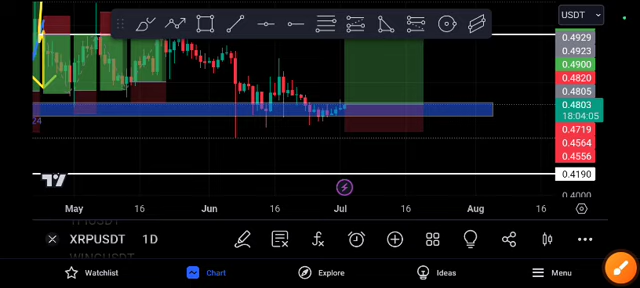 USDT
0.4929
0.4923
0.4900
0.4820
0.4805
0.4803
18:04:05
0.4719
0.4564
0.4556
0.4190
0.4000
24
May 16 Jun 16 Jul 16 Aug 16
XRPUSDT 1D
WINGUSDT
Watchlist Chart Explore Ideas Menu